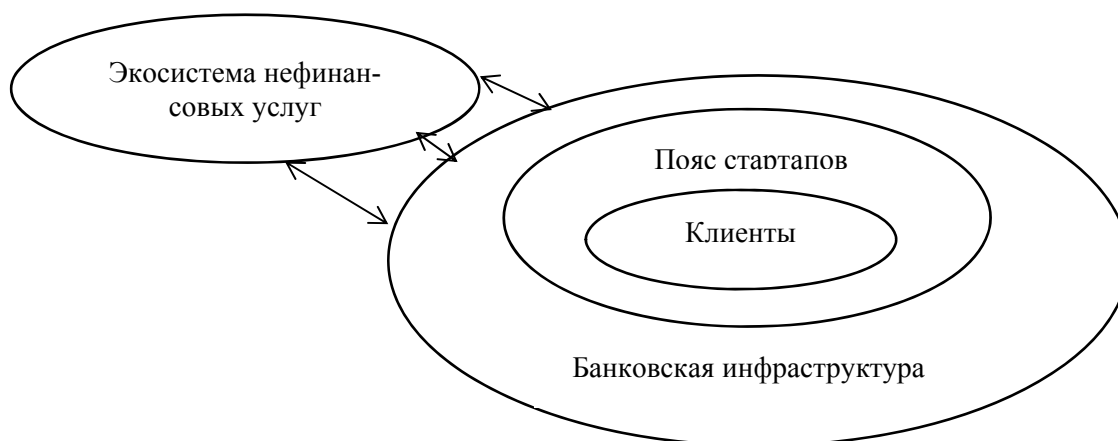 Экосистема нефинан-
совых услуг
Пояс стартапов
Клиенты
Банковская инфраструктура